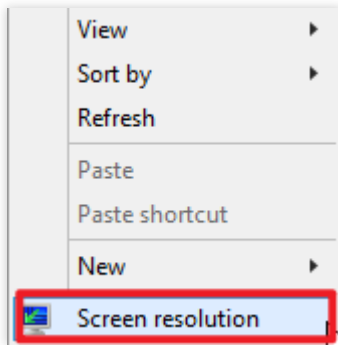 View
Sort by
Refresh
Paste
Paste shortcut
New
Screen resolution